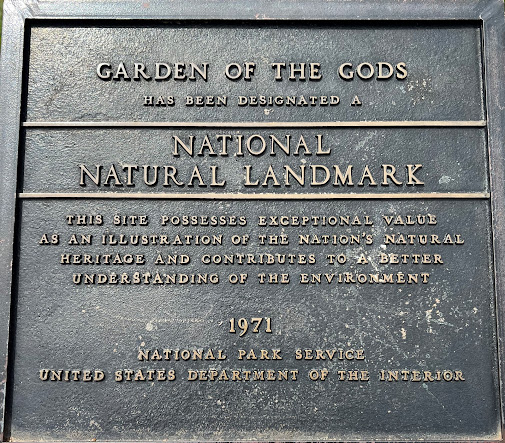 GARDEN OF THE GODS
HAS BEEN DESIGNATED A
NATIONAL
NATURAL LANDMARK
THIS SITE POSSESSES EXCEPTIONAL VALUE
AS AN ILLUSTRATION OF THE NATION'S NATURAL
HERITAGE AND CONTRIBUTES TO A BETTER
UNDERSTANDING OF THE ENVIRONMENT
1971
NATIONAL PARK SERVICE
UNITED STATES DEPARTMENT OF THE INTERIOR